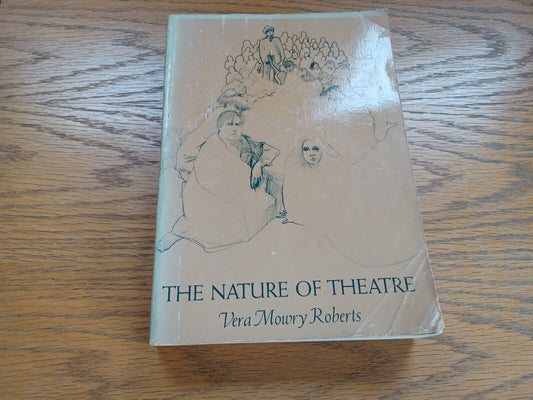 THE NATURE OF THEATRE
Vera Mowry Roberts